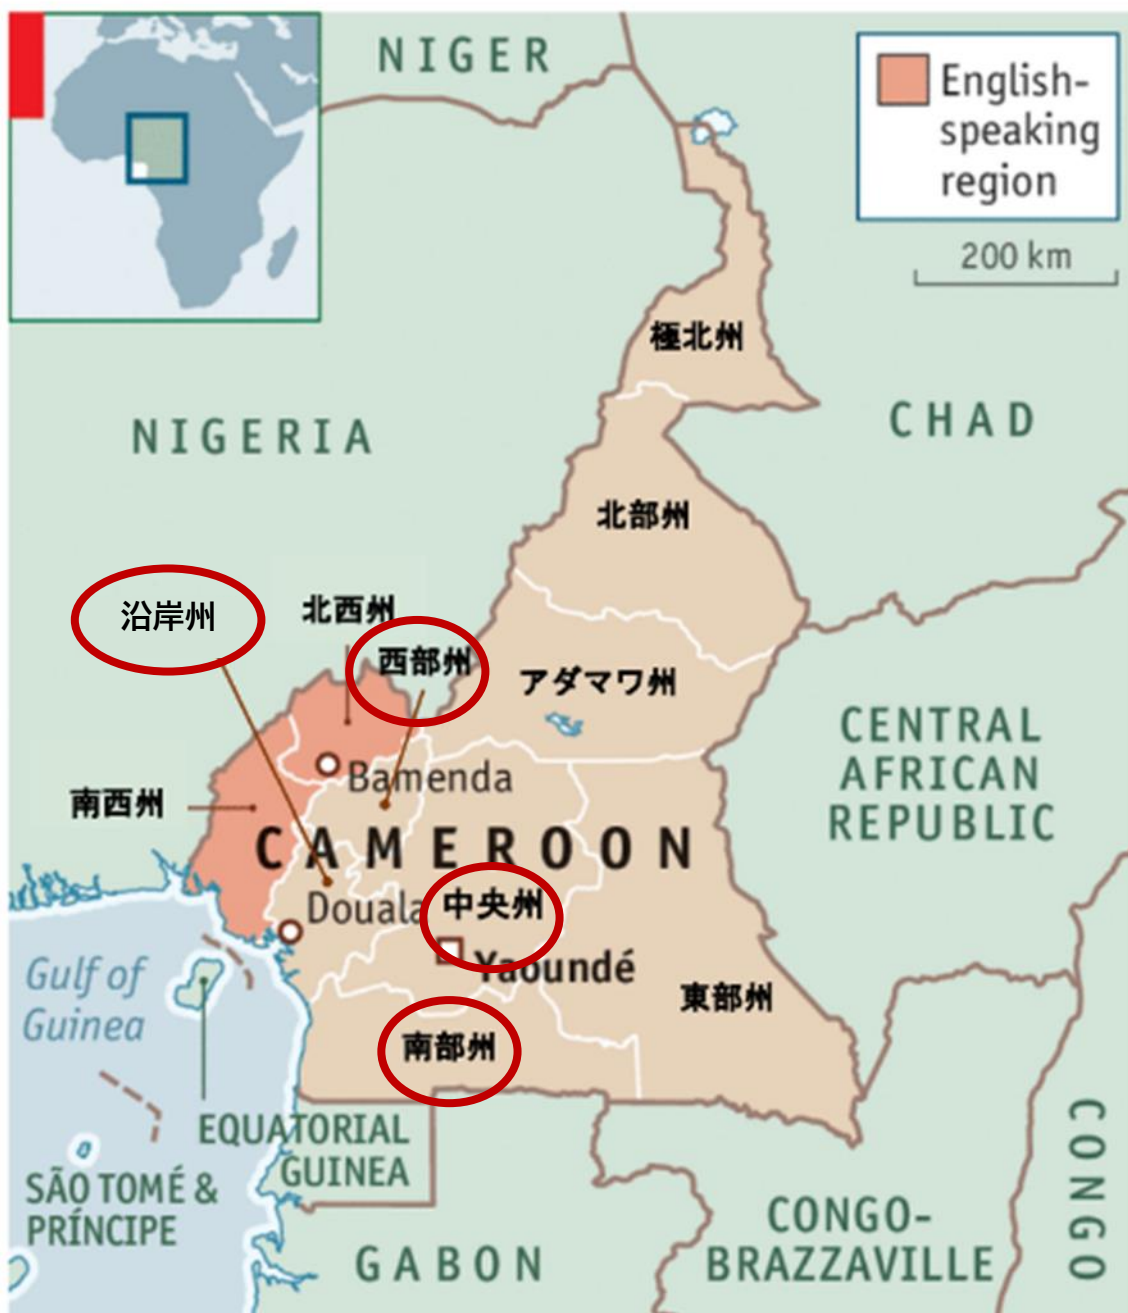 NIGER
English-
speaking
region
200 km
極北州
NIGERIA
CHAD
北部州
沿岸州
北西州
西部州
アダマワ州
CENTRAL
AFRICAN
REPUBLIC
Bamenda
南西州
CAMEROON
Douala
中央州
Yaoundé
Gulf of
Guinea
東部州
南部州
EQUATORIAL
GUINEA
SÃO TOMÉ &
PRÍNCIPE
GABON
CONGO-
BRAZZAVILLE
CONGO